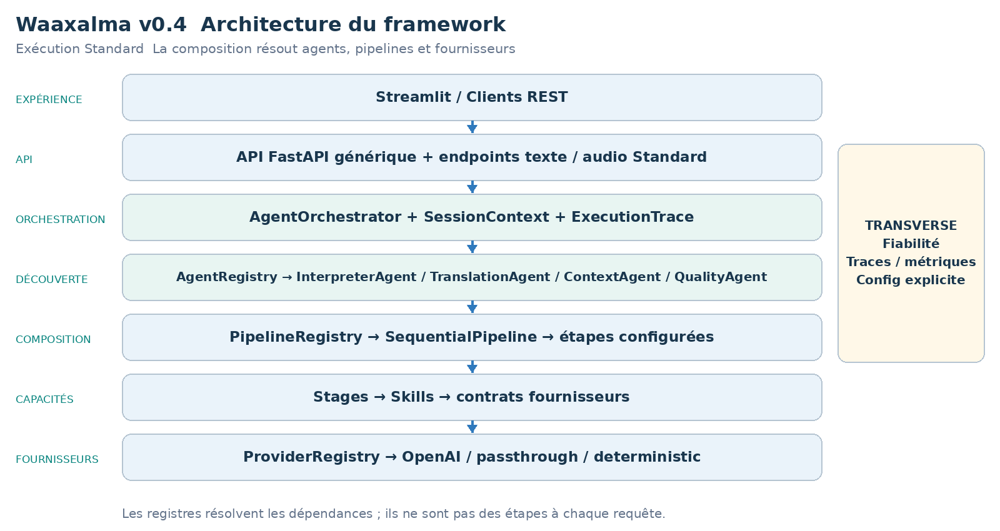 Waaxalma v0.4  Architecture du framework
Exécution Standard  La composition résout agents, pipelines et fournisseurs
EXPÉRIENCE
Streamlit / Clients REST
API
API FastAPI générique + endpoints texte / audio Standard
ORCHESTRATION
AgentOrchestrator + SessionContext + ExecutionTrace
DÉCOUVERTE
AgentRegistry → InterpreterAgent / TranslationAgent / ContextAgent / QualityAgent
COMPOSITION
PipelineRegistry → SequentialPipeline → étapes configurées
CAPACITÉS
Stages → Skills → contrats fournisseurs
FOURNISSEURS
ProviderRegistry → OpenAI / passthrough / deterministic
TRANSVERSE
Fiabilité
Traces / métriques
Config explicite
Les registres résolvent les dépendances ; ils ne sont pas des étapes à chaque requête.